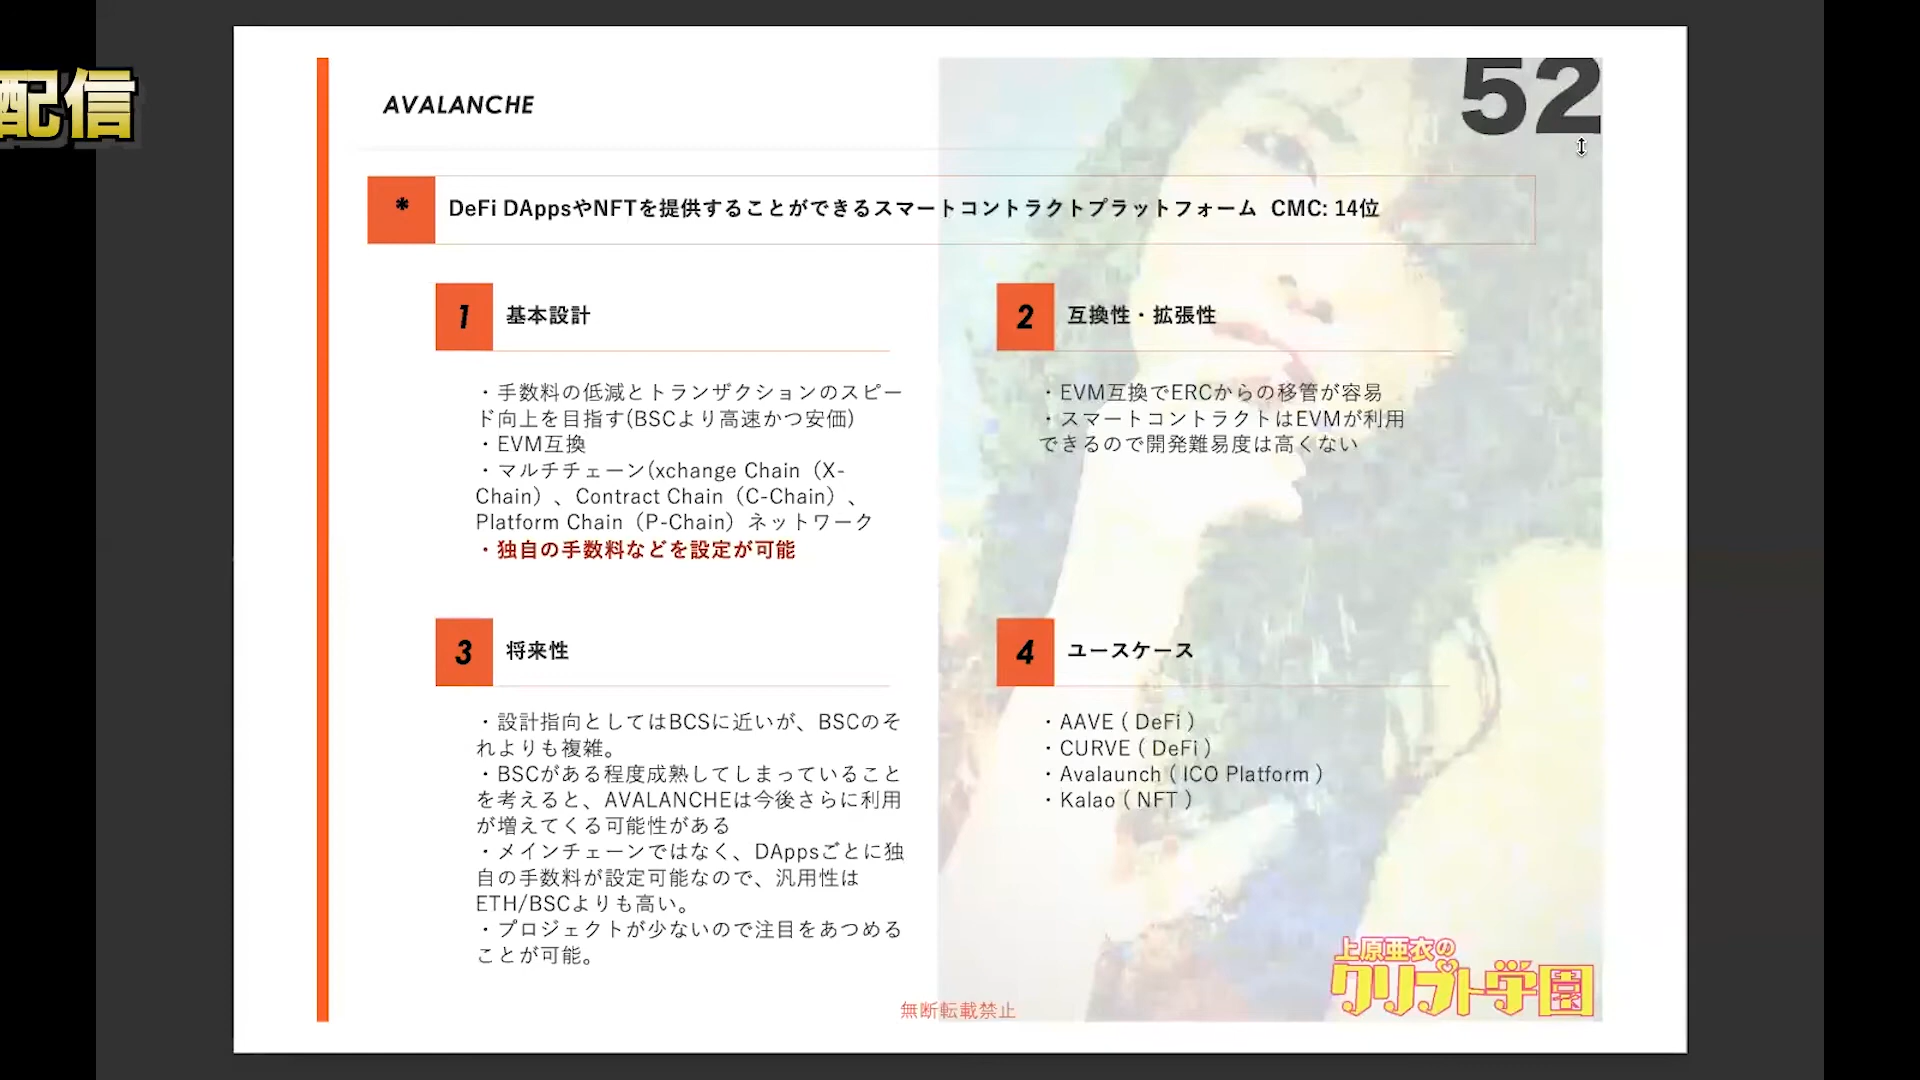 配信
AVALANCHE
52
* DeFi DAppsやNFTを提供することができるスマートコントラクトプラットフォーム CMC: 14位
1 基本設計
・手数料の低減とトランザクションのスピー
ド向上を目指す(BSCより高速かつ安価)
・EVM互換
・マルチチェーン(xchange Chain（X-
Chain）、Contract Chain（C-Chain）、
Platform Chain（P-Chain）ネットワーク
・独自の手数料などを設定が可能
2 互換性・拡張性
・EVM互換でERCからの移管が容易
・スマートコントラクトはEVMが利用
できるので開発難易度は高くない
3 将来性
・設計指向としてはBCSに近いが、BSCのそ
れよりも複雑。
・BSCがある程度成熟してしまっていること
を考えると、AVALANCHEは今後さらに利用
が増えてくる可能性がある
・メインチェーンではなく、DAppsごとに独
自の手数料が設定可能なので、汎用性は
ETH/BSCよりも高い。
・プロジェクトが少ないので注目をあつめる
ことが可能。
4 ユースケース
・AAVE ( DeFi )
・CURVE ( DeFi )
・Avalaunch ( ICO Platform )
・Kalao ( NFT )
無断転載禁止
上原亜衣の
クリプト学園